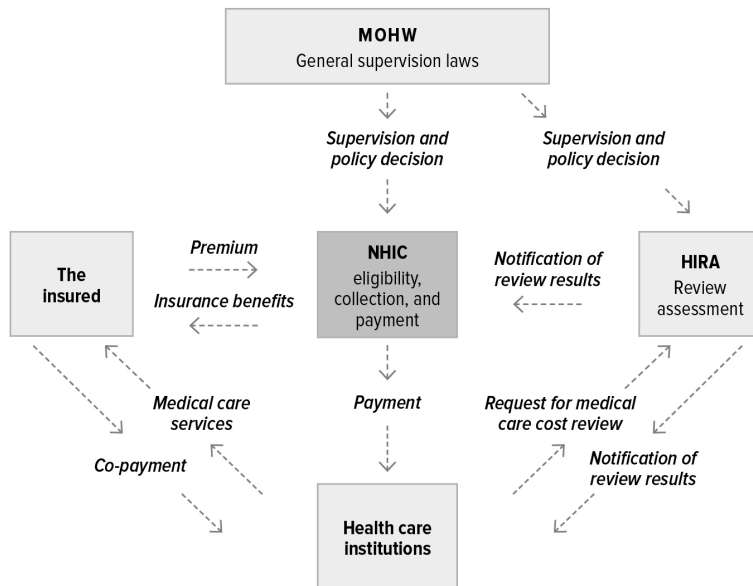 MOHW
General supervision laws
Supervision and
policy decision
Supervision and
policy decision
The
insured
Premium
Insurance benefits
NHIC
eligibility,
collection, and
payment
Notification of
review results
HIRA
Review
assessment
Medical care
services
Co-payment
Payment
Request for medical
care cost review
Notification of
review results
Health care
institutions